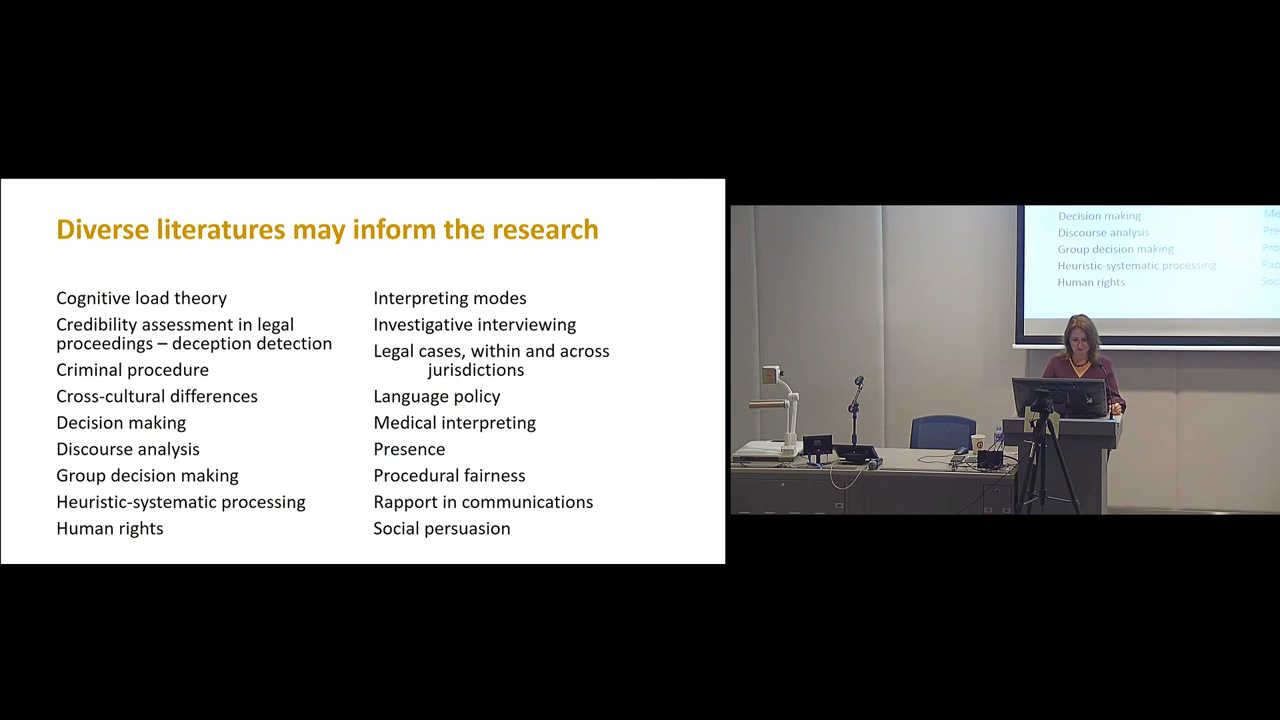 Diverse literatures may inform the research
Cognitive load theory
Credibility assessment in legal
proceedings – deception detection
Criminal procedure
Cross-cultural differences
Decision making
Discourse analysis
Group decision making
Heuristic-systematic processing
Human rights
Interpreting modes
Investigative interviewing
Legal cases, within and across
jurisdictions
Language policy
Medical interpreting
Presence
Procedural fairness
Rapport in communications
Social persuasion
Decision making
Discourse analysis
Group decision making
Heuristic-systematic processing
Human rights